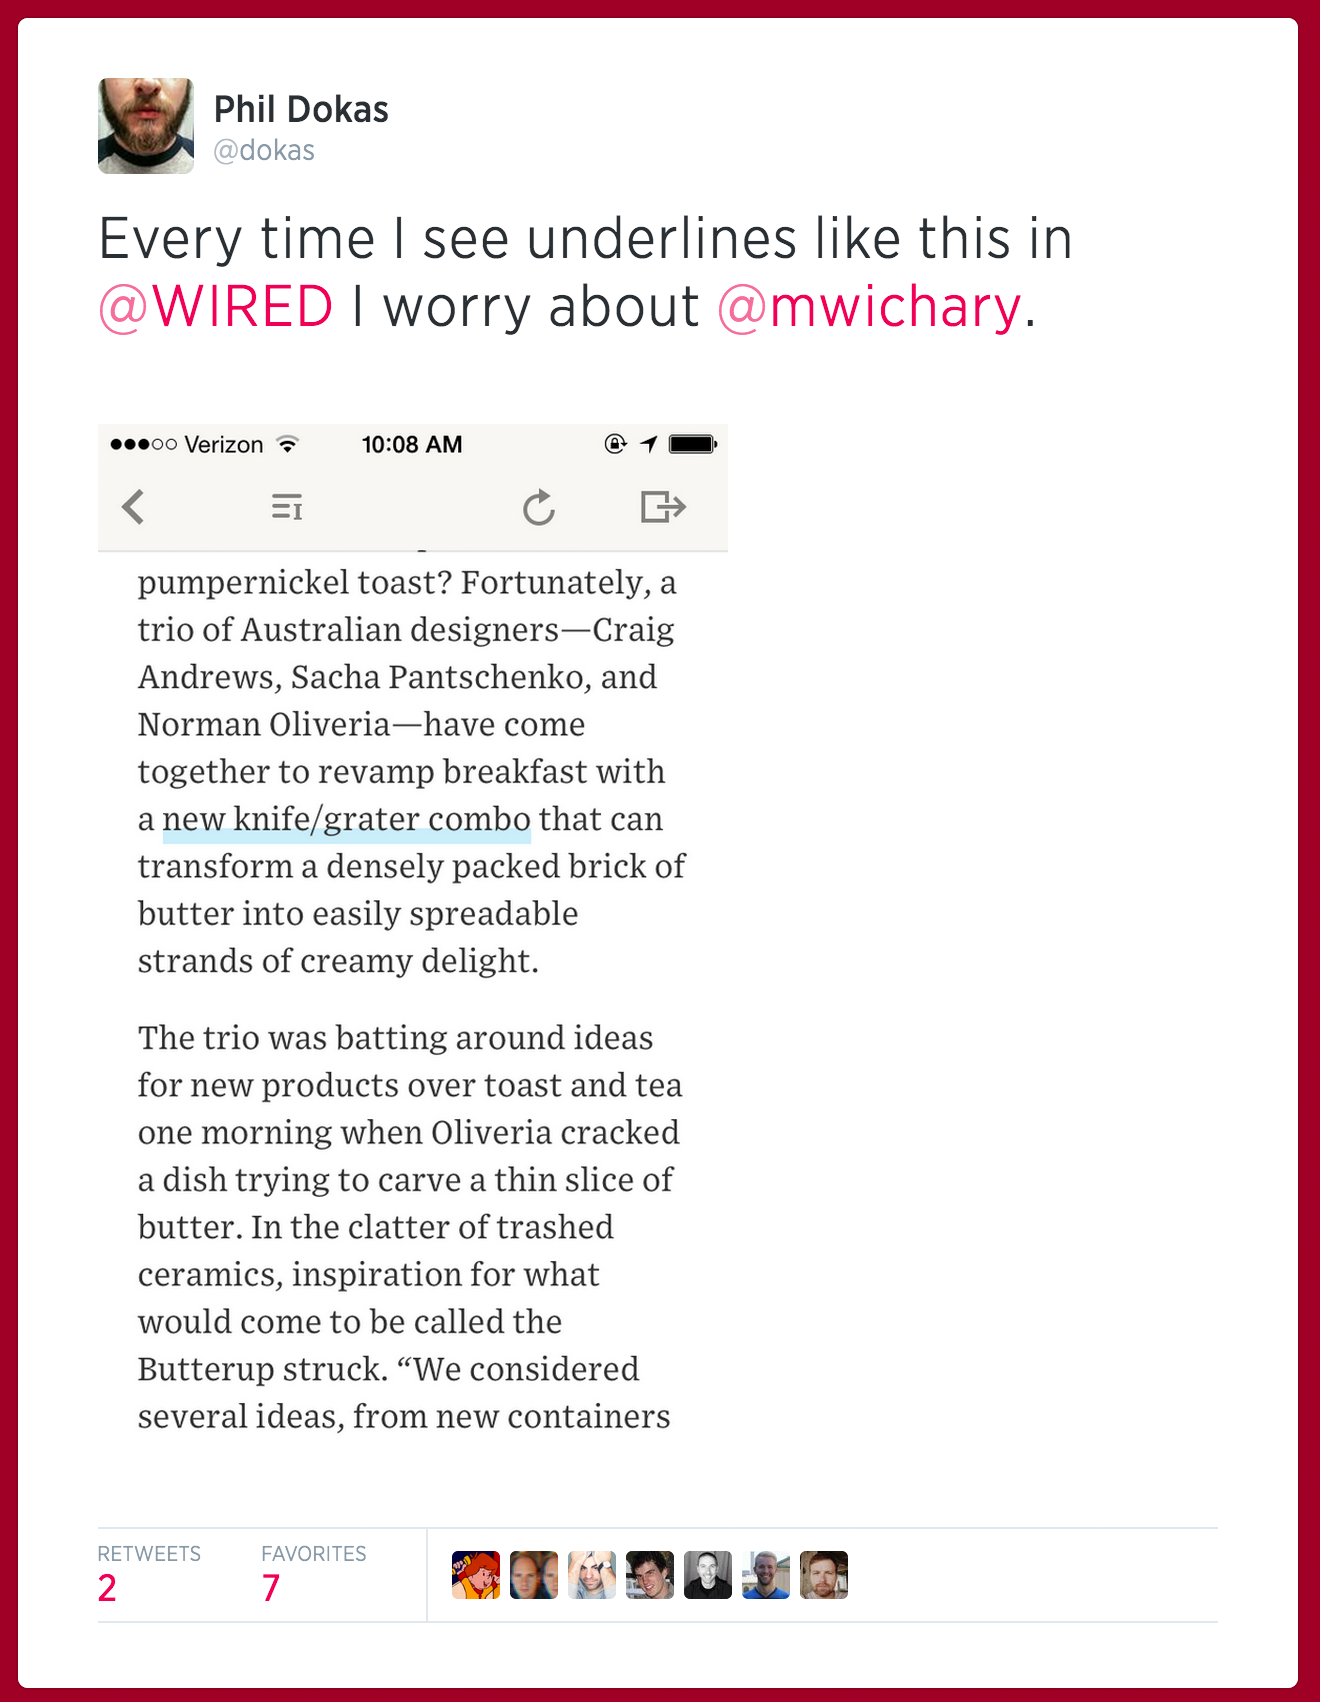 Phil Dokas
@dokas
Every time I see underlines like this in
@WIRED I worry about @mwichary.
Verizon 10:08 AM
pumpernickel toast? Fortunately, a
trio of Australian designers—Craig
Andrews, Sacha Pantschenko, and
Norman Oliveria—have come
together to revamp breakfast with
a new knife/grater combo that can
transform a densely packed brick of
butter into easily spreadable
strands of creamy delight.
The trio was batting around ideas
for new products over toast and tea
one morning when Oliveria cracked
a dish trying to carve a thin slice of
butter. In the clatter of trashed
ceramics, inspiration for what
would come to be called the
Butterup struck. “We considered
several ideas, from new containers
RETWEETS FAVORITES
2 7